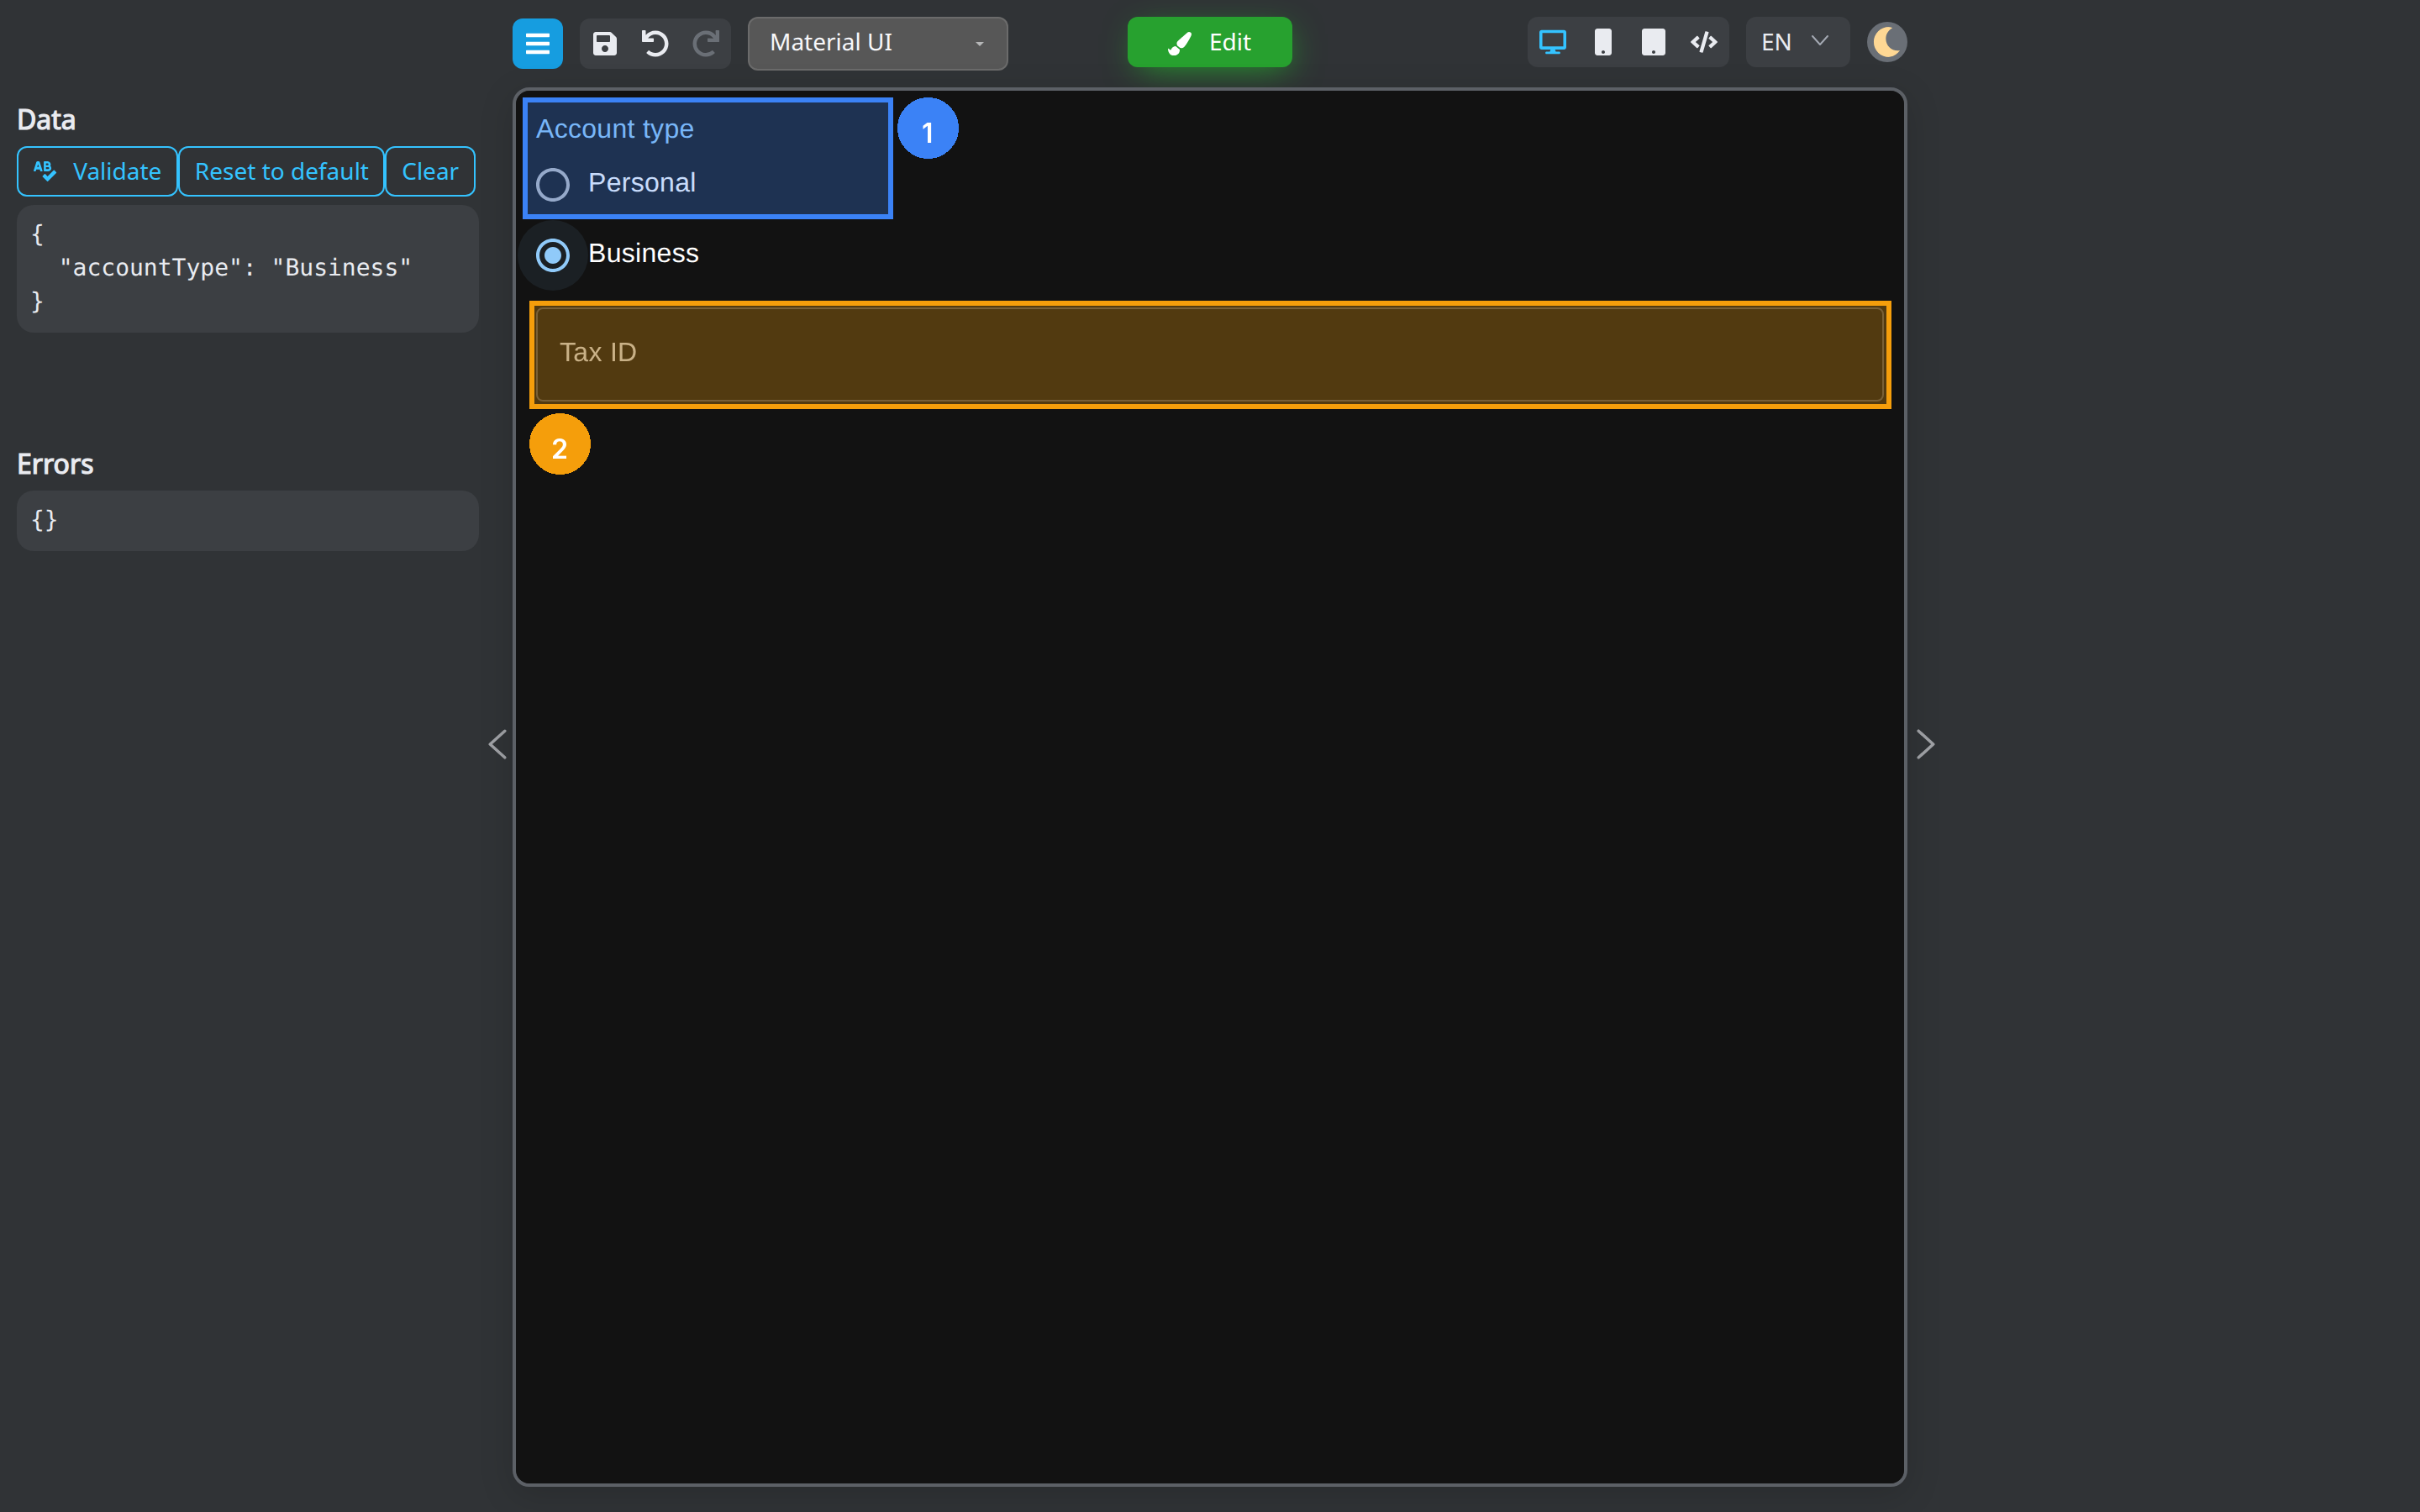 Material UI
Edit
EN
Data
Validate
Reset to default
Clear
{
"accountType": "Business"
}
Errors
{}
Account type
1
Personal
Business
Tax ID
2